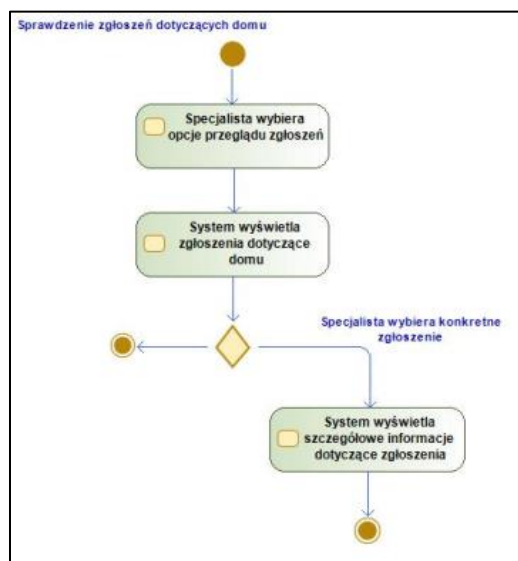 Sprawdzenie zgłoszeń dotyczących domu
Specjalista wybiera
opcje przeglądu zgłoszeń
System wyświetla
zgłoszenia dotyczące
domu
Specjalista wybiera konkretne
zgłoszenie
System wyświetla
szczegółowe informacje
dotyczące zgłoszenia